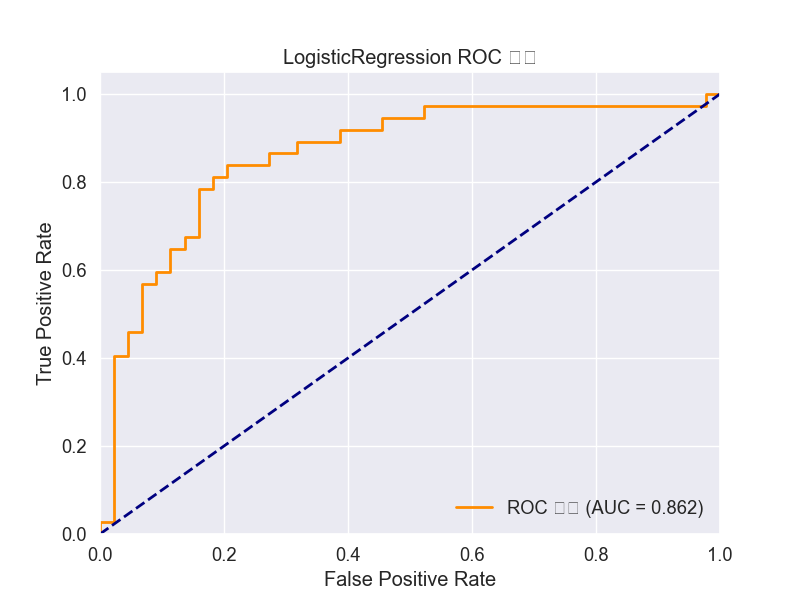 LogisticRegression ROC
1.0
0.8
0.6
0.4
0.2
0.0
True Positive Rate
ROC (AUC = 0.862)
0.0 0.2 0.4 0.6 0.8 1.0
False Positive Rate